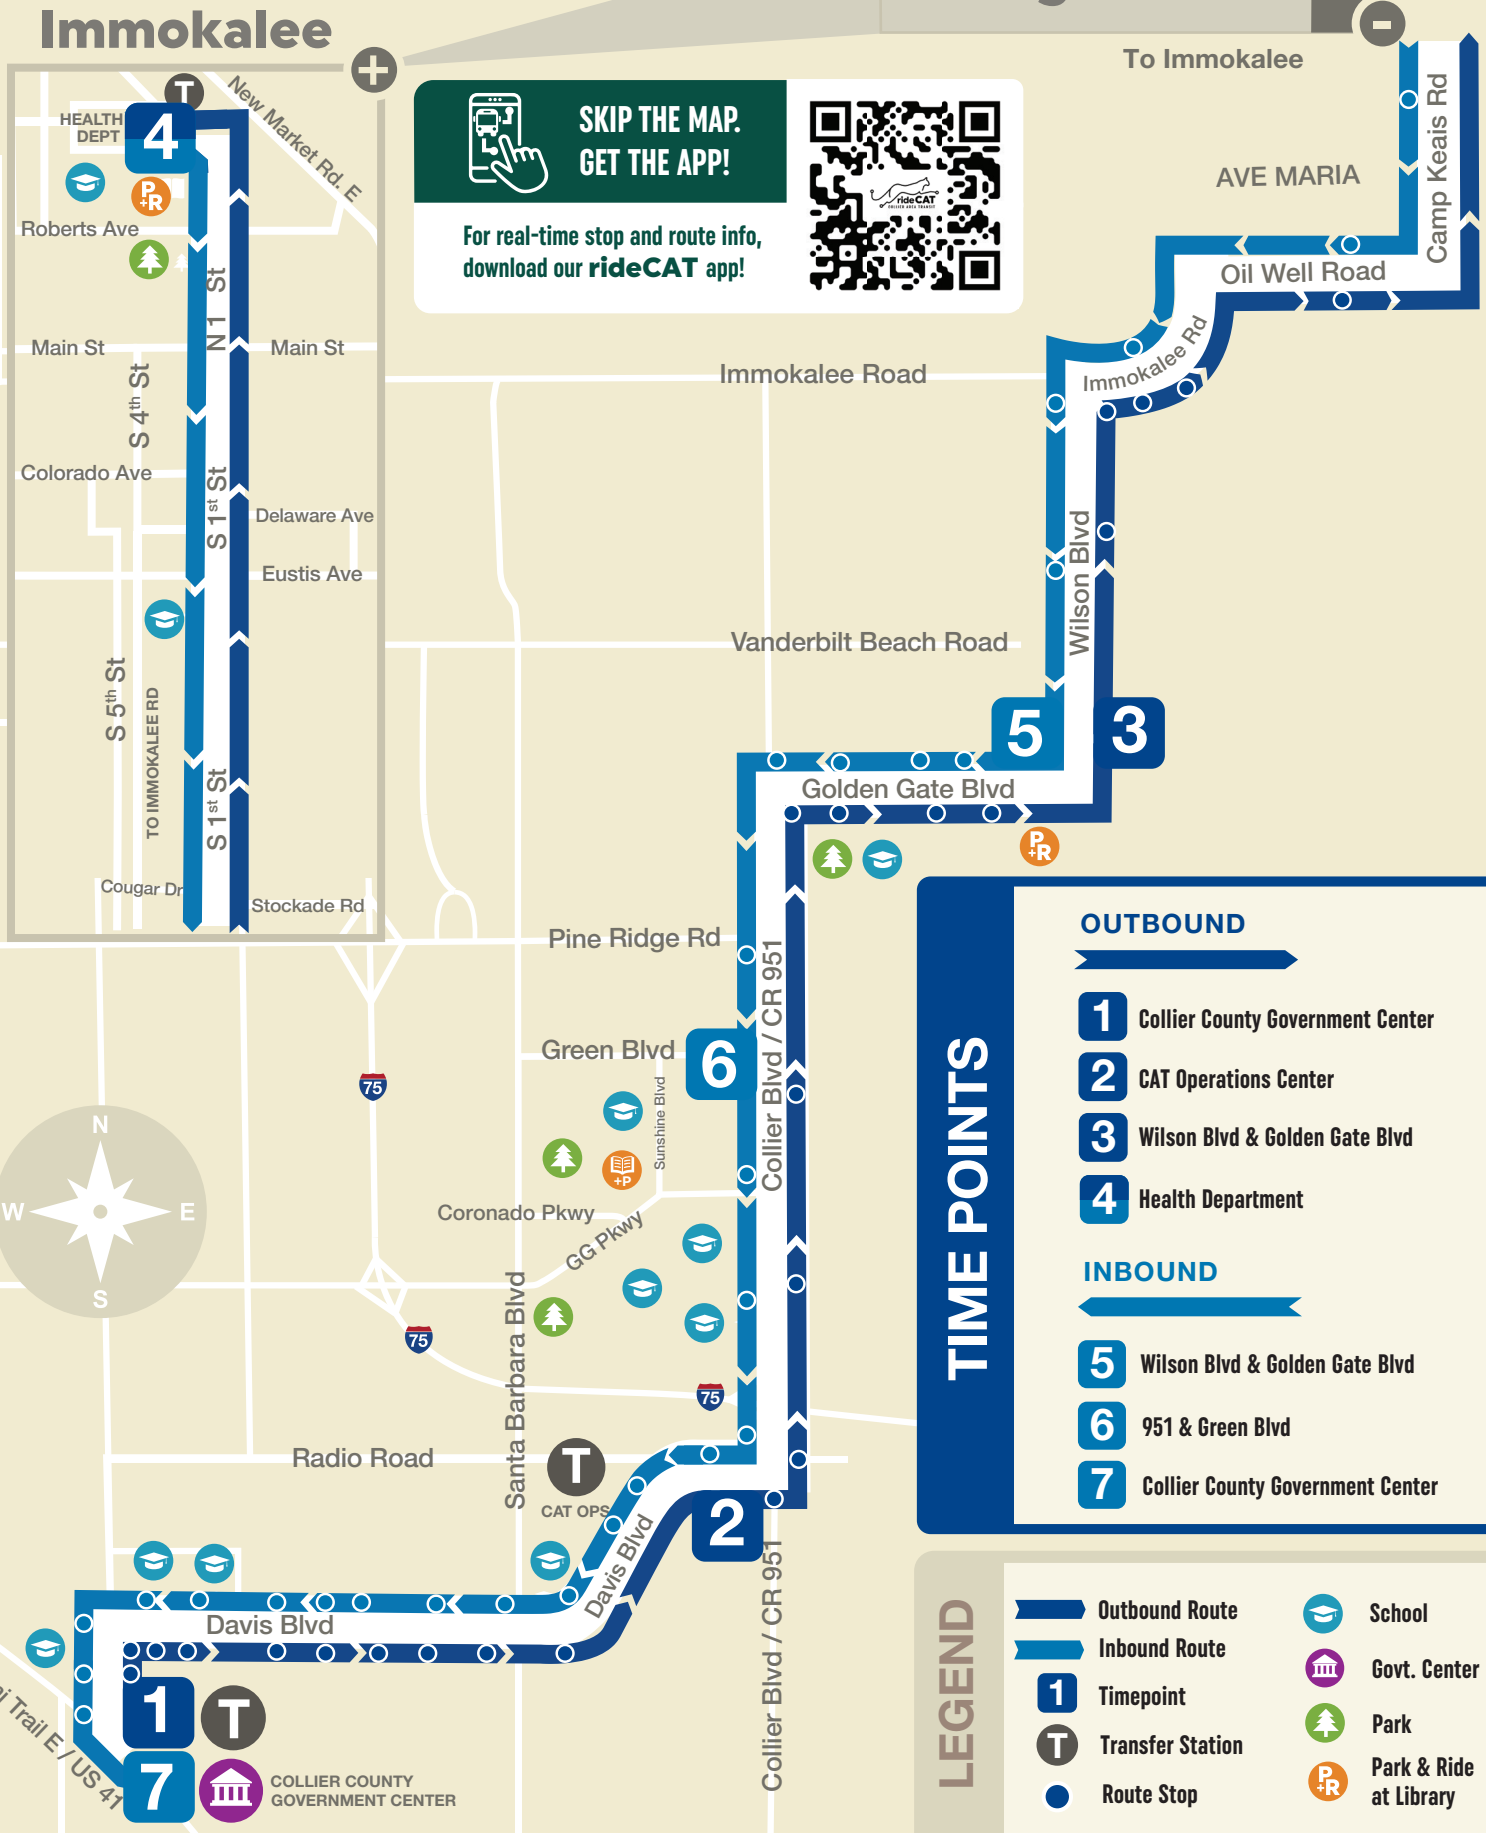 Immokalee
+
-
To Immokalee
Camp Keais Rd
AVE MARIA
Oil Well Road
Immokalee Rd
SKIP THE MAP.
GET THE APP!
For real-time stop and route info,
download our rideCAT app!
rideCAT
COLLIER AREA TRANSIT
T
New Market Rd. E
HEALTH
DEPT
4
P
+R
Roberts Ave
N 1 St
Main St
Main St
S 4th St
Colorado Ave
S 1st St
Delaware Ave
Eustis Ave
S 5th St
TO IMMOKALEE RD
S 1st St
Cougar Dr
Stockade Rd
Immokalee Road
Wilson Blvd
Vanderbilt Beach Road
5
3
Golden Gate Blvd
P
+R
Pine Ridge Rd
Collier Blvd / CR 951
Green Blvd
6
75
Sunshine Blvd
+P
N
W
E
S
Coronado Pkwy
GG Pkwy
Santa Barbara Blvd
75
75
Radio Road
T
CAT OPS
2
Davis Blvd
Collier Blvd / CR 951
Davis Blvd
1
T
7
COLLIER COUNTY
GOVERNMENT CENTER
i Trail E / US 41
TIME POINTS
OUTBOUND
1 Collier County Government Center
2 CAT Operations Center
3 Wilson Blvd & Golden Gate Blvd
4 Health Department
INBOUND
5 Wilson Blvd & Golden Gate Blvd
6 951 & Green Blvd
7 Collier County Government Center
LEGEND
Outbound Route
Inbound Route
1 Timepoint
T Transfer Station
Route Stop
School
Govt. Center
Park
P
+R
Park & Ride
at Library